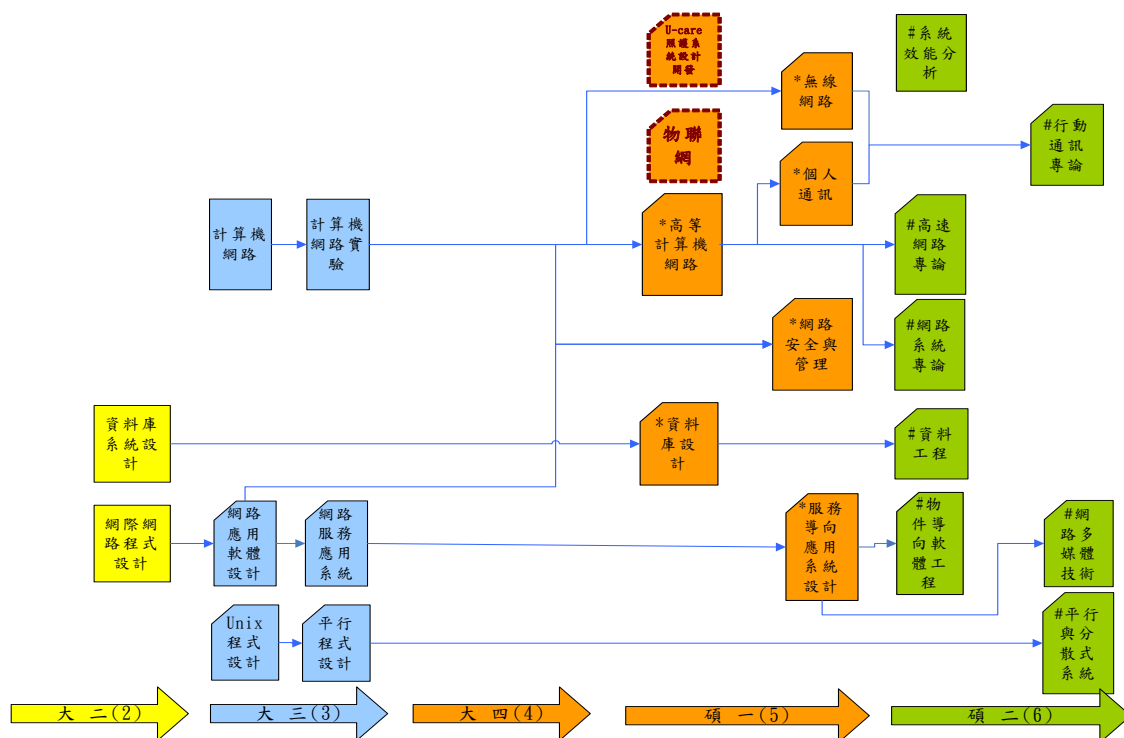 U-care
照護系
統設計
開發
#系統
效能分
析
*無線
網路
物聯
網
#行動
通訊
專論
*個人
通訊
計算機
網路
計算機
網路實
驗
*高等
計算機
網路
#高速
網路專
論
*網路
安全與
管理
#網路
系統
專論
資料庫
系統設
計
*資料
庫設
計
#資料
工程
網際網
路程式
設計
網路
應用
軟體
設計
網路
服務
應用
系統
*服務
導向
應用
系統
設計
#物
件導
向軟
體工
程
#網
路多
媒體
技術
Unix
程式
設計
平行
程式
設計
#平行
與分
散式
系統
大 二(2)
大 三(3)
大 四(4)
碩 一(5)
碩 二(6)